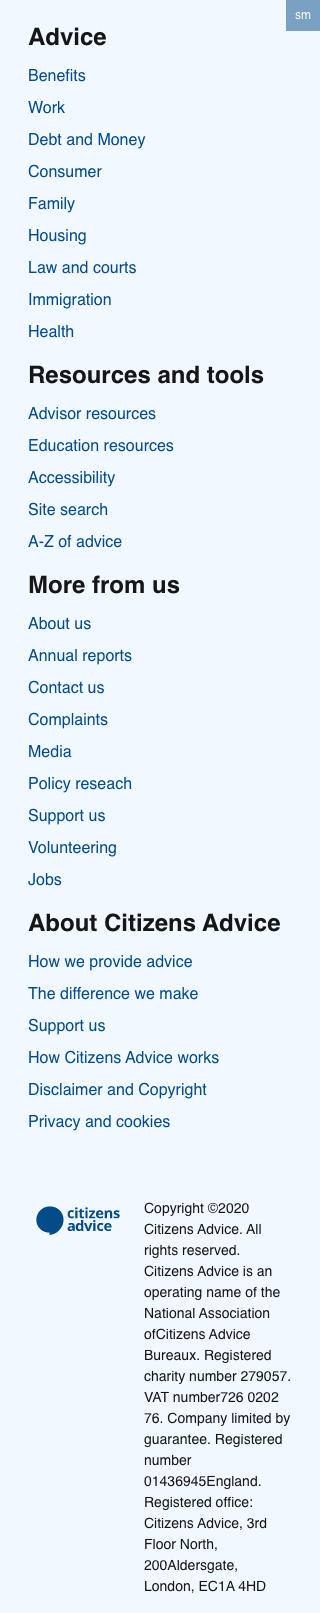 sm
Advice
Benefits
Work
Debt and Money
Consumer
Family
Housing
Law and courts
Immigration
Health
Resources and tools
Advisor resources
Education resources
Accessibility
Site search
A-Z of advice
More from us
About us
Annual reports
Contact us
Complaints
Media
Policy reseach
Support us
Volunteering
Jobs
About Citizens Advice
How we provide advice
The difference we make
Support us
How Citizens Advice works
Disclaimer and Copyright
Privacy and cookies
citizens
advice
Copyright ©2020
Citizens Advice. All
rights reserved.
Citizens Advice is an
operating name of the
National Association
ofCitizens Advice
Bureaux. Registered
charity number 279057.
VAT number726 0202
76. Company limited by
guarantee. Registered
number
01436945England.
Registered office:
Citizens Advice, 3rd
Floor North,
200Aldersgate,
London, EC1A 4HD